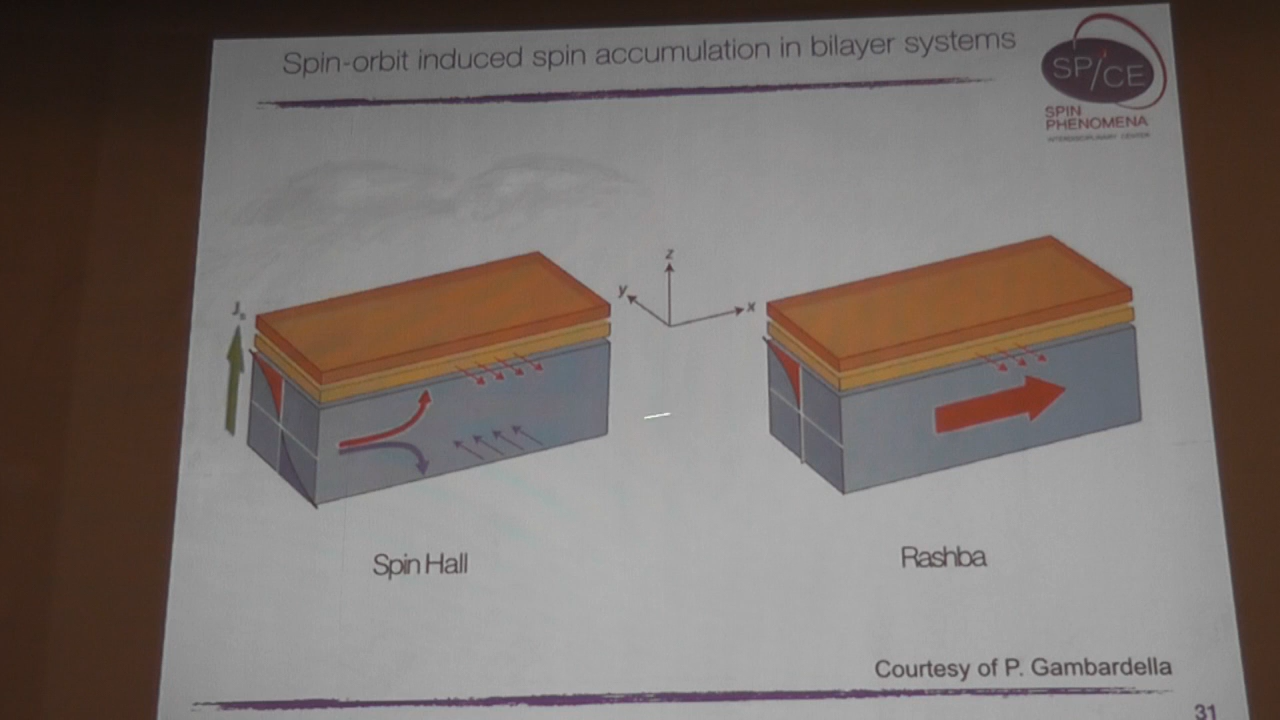 Spin-orbit induced spin accumulation in bilayer systems
SP/CE
SPIN
PHENOMENA
INTERDISCIPLINARY CENTER
z
y
x
Js
Spin Hall
Rashba
Courtesy of P. Gambardella
31